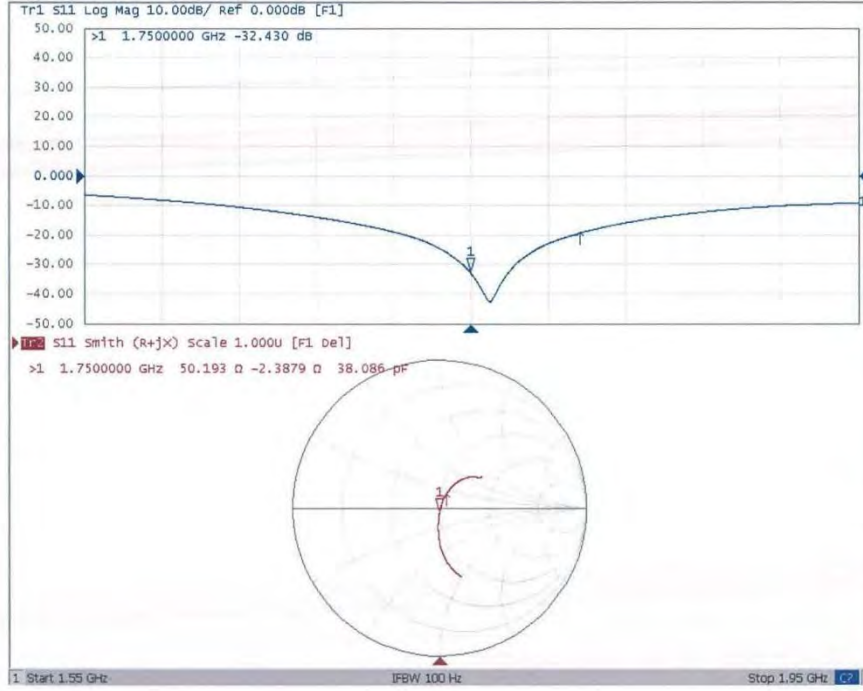 Tr1 S11 Log Mag 10.00dB/ Ref 0.000dB [F1]
50.00
>1 1.7500000 GHz -32.430 dB
40.00
30.00
20.00
10.00
0.000
-10.00
1
-20.00
1
-30.00
-40.00
-50.00
Tr2 S11 Smith (R+jX) Scale 1.000U [F1 Del]
>1 1.7500000 GHz 50.193 Ω -2.3879 Ω 38.086 pF
1
1 Start 1.55 GHz IFBW 100 Hz Stop 1.95 GHz C?